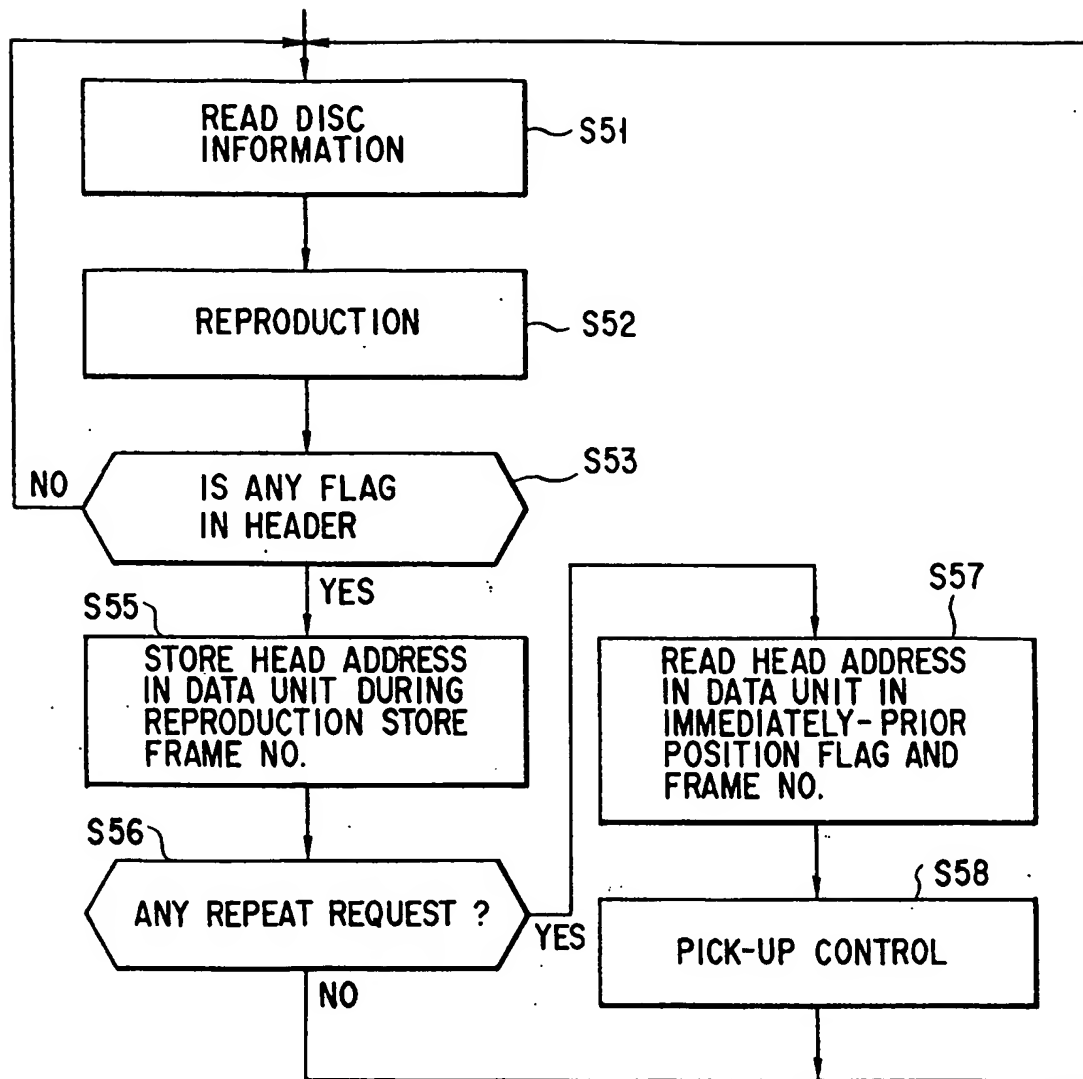 READ DISC
INFORMATION
S51
REPRODUCTION
S52
S53
NO
IS ANY FLAG
IN HEADER
YES
S55
STORE HEAD ADDRESS
IN DATA UNIT DURING
REPRODUCTION STORE
FRAME NO.
S57
READ HEAD ADDRESS
IN DATA UNIT IN
IMMEDIATELY-PRIOR
POSITION FLAG AND
FRAME NO.
S56
ANY REPEAT REQUEST ?
YES
NO
S58
PICK-UP CONTROL